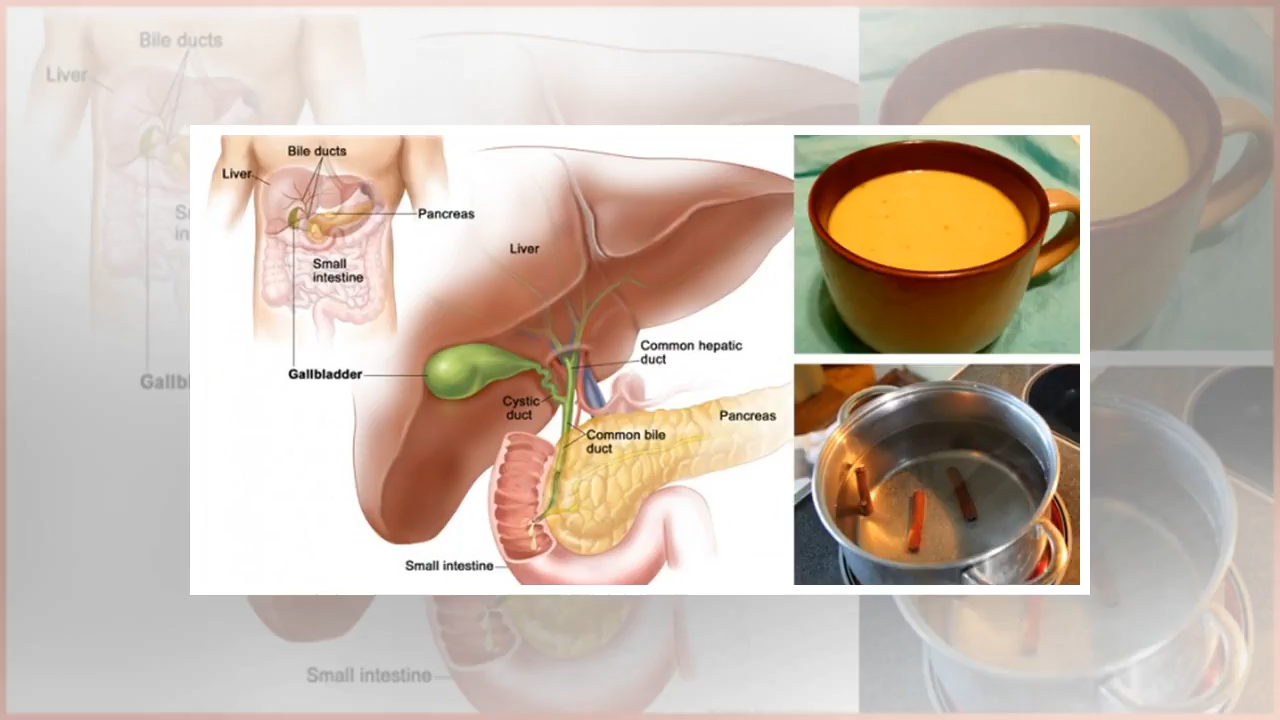 Bile ducts
Liver
Bile ducts
Liver
Pancreas
Small
intestine
Gallbladder
Liver
Common hepatic
duct
Cystic
duct
Common bile
duct
Pancreas
Small intestine
Small intestine